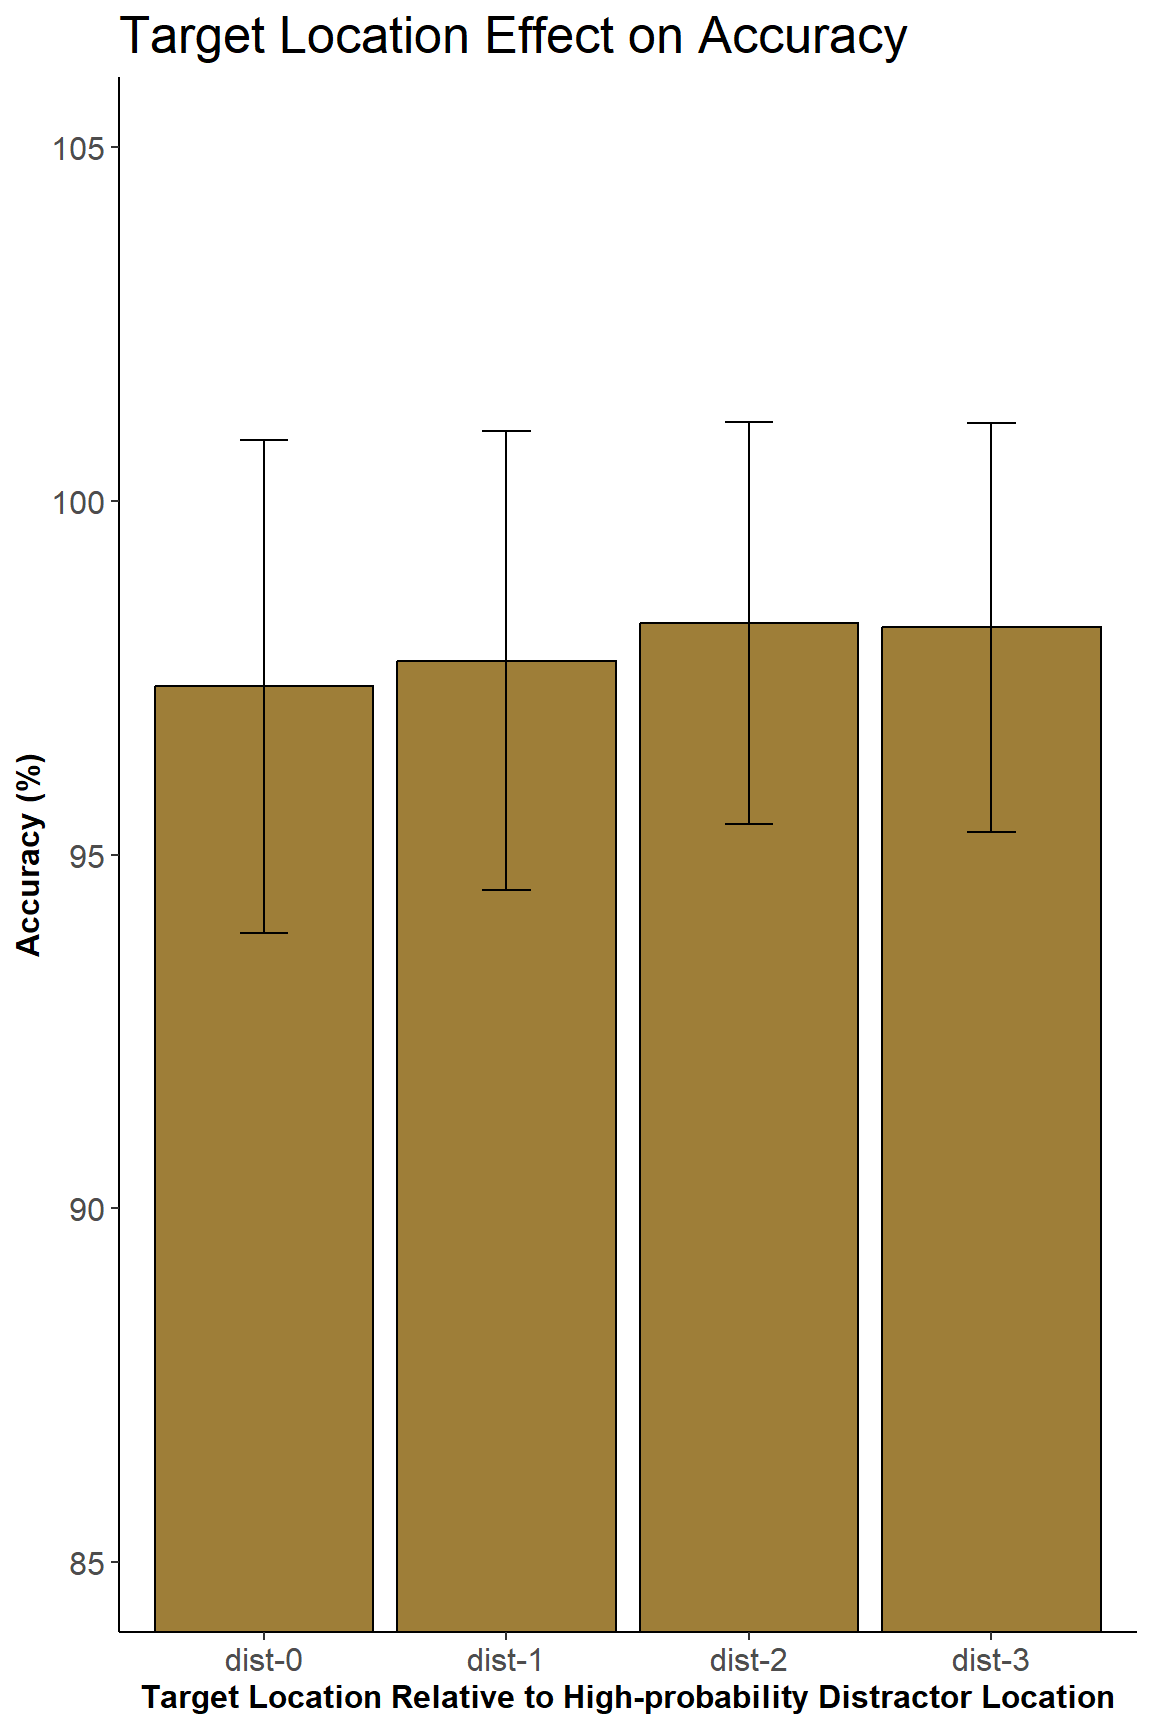 Target Location Effect on Accuracy
105
100
95
90
85
Accuracy (%)
dist-0 dist-1 dist-2 dist-3
Target Location Relative to High-probability Distractor Location